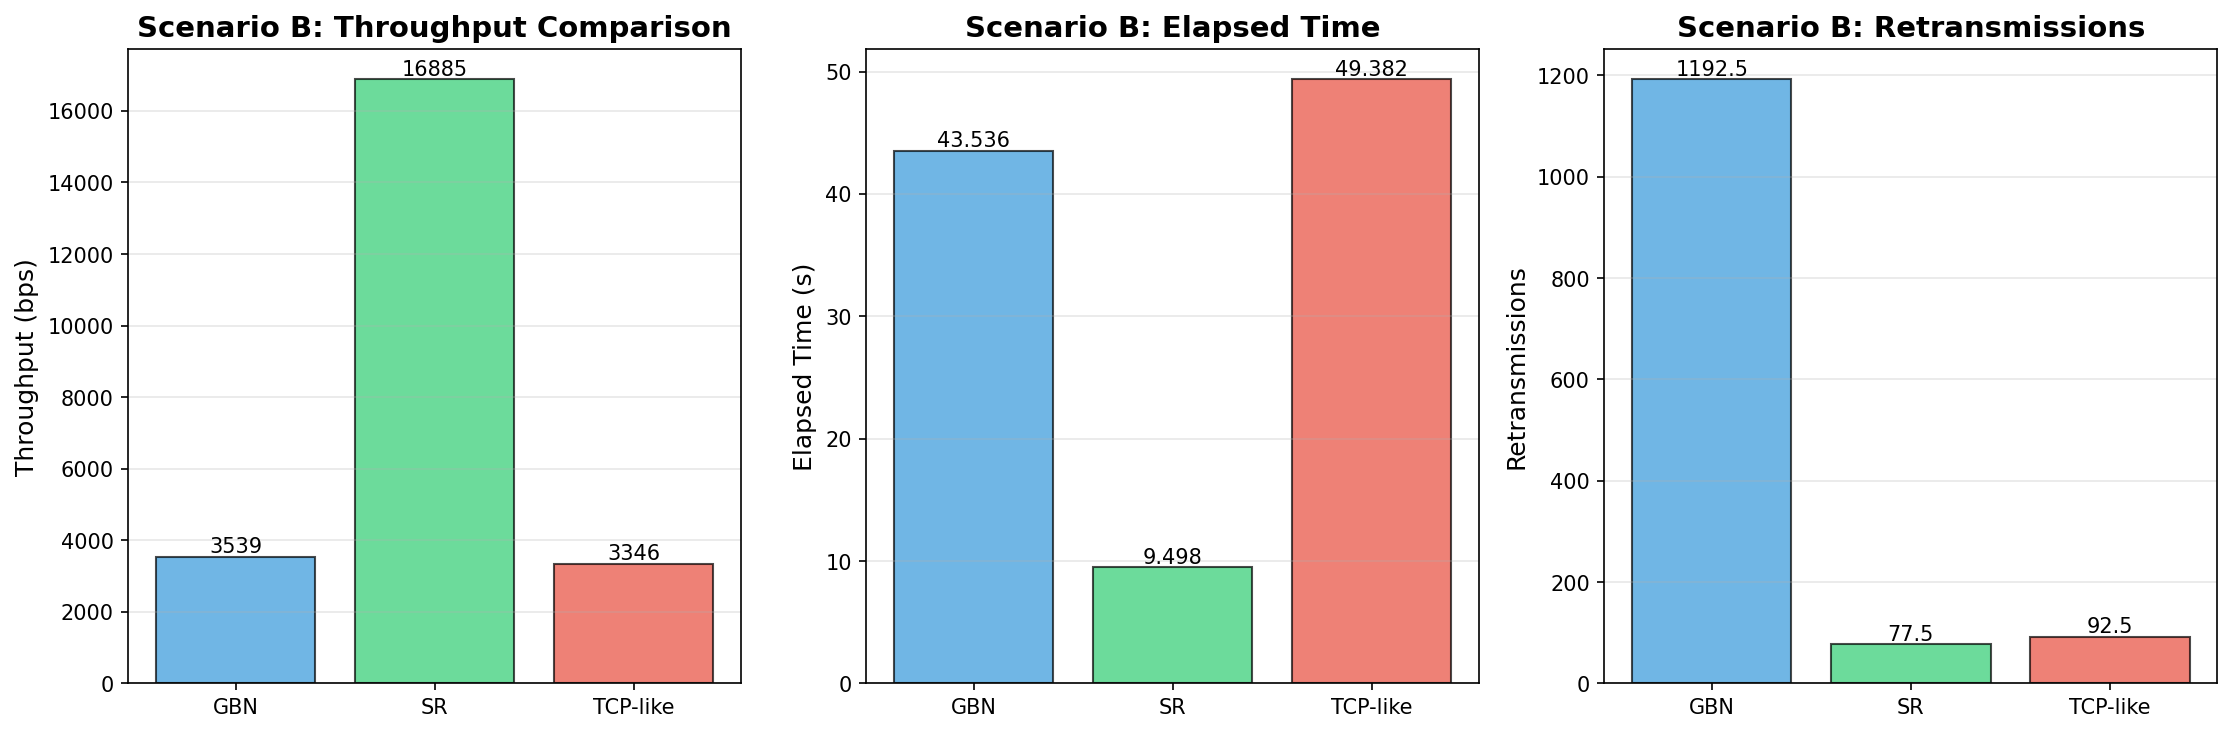 Scenario B: Throughput Comparison
Throughput (bps)
16000
14000
12000
10000
8000
6000
4000
2000
0
3539
16885
3346
GBN
SR
TCP-like
Scenario B: Elapsed Time
Elapsed Time (s)
50
40
30
20
10
0
43.536
9.498
49.382
GBN
SR
TCP-like
Scenario B: Retransmissions
Retransmissions
1200
1000
800
600
400
200
0
1192.5
77.5
92.5
GBN
SR
TCP-like